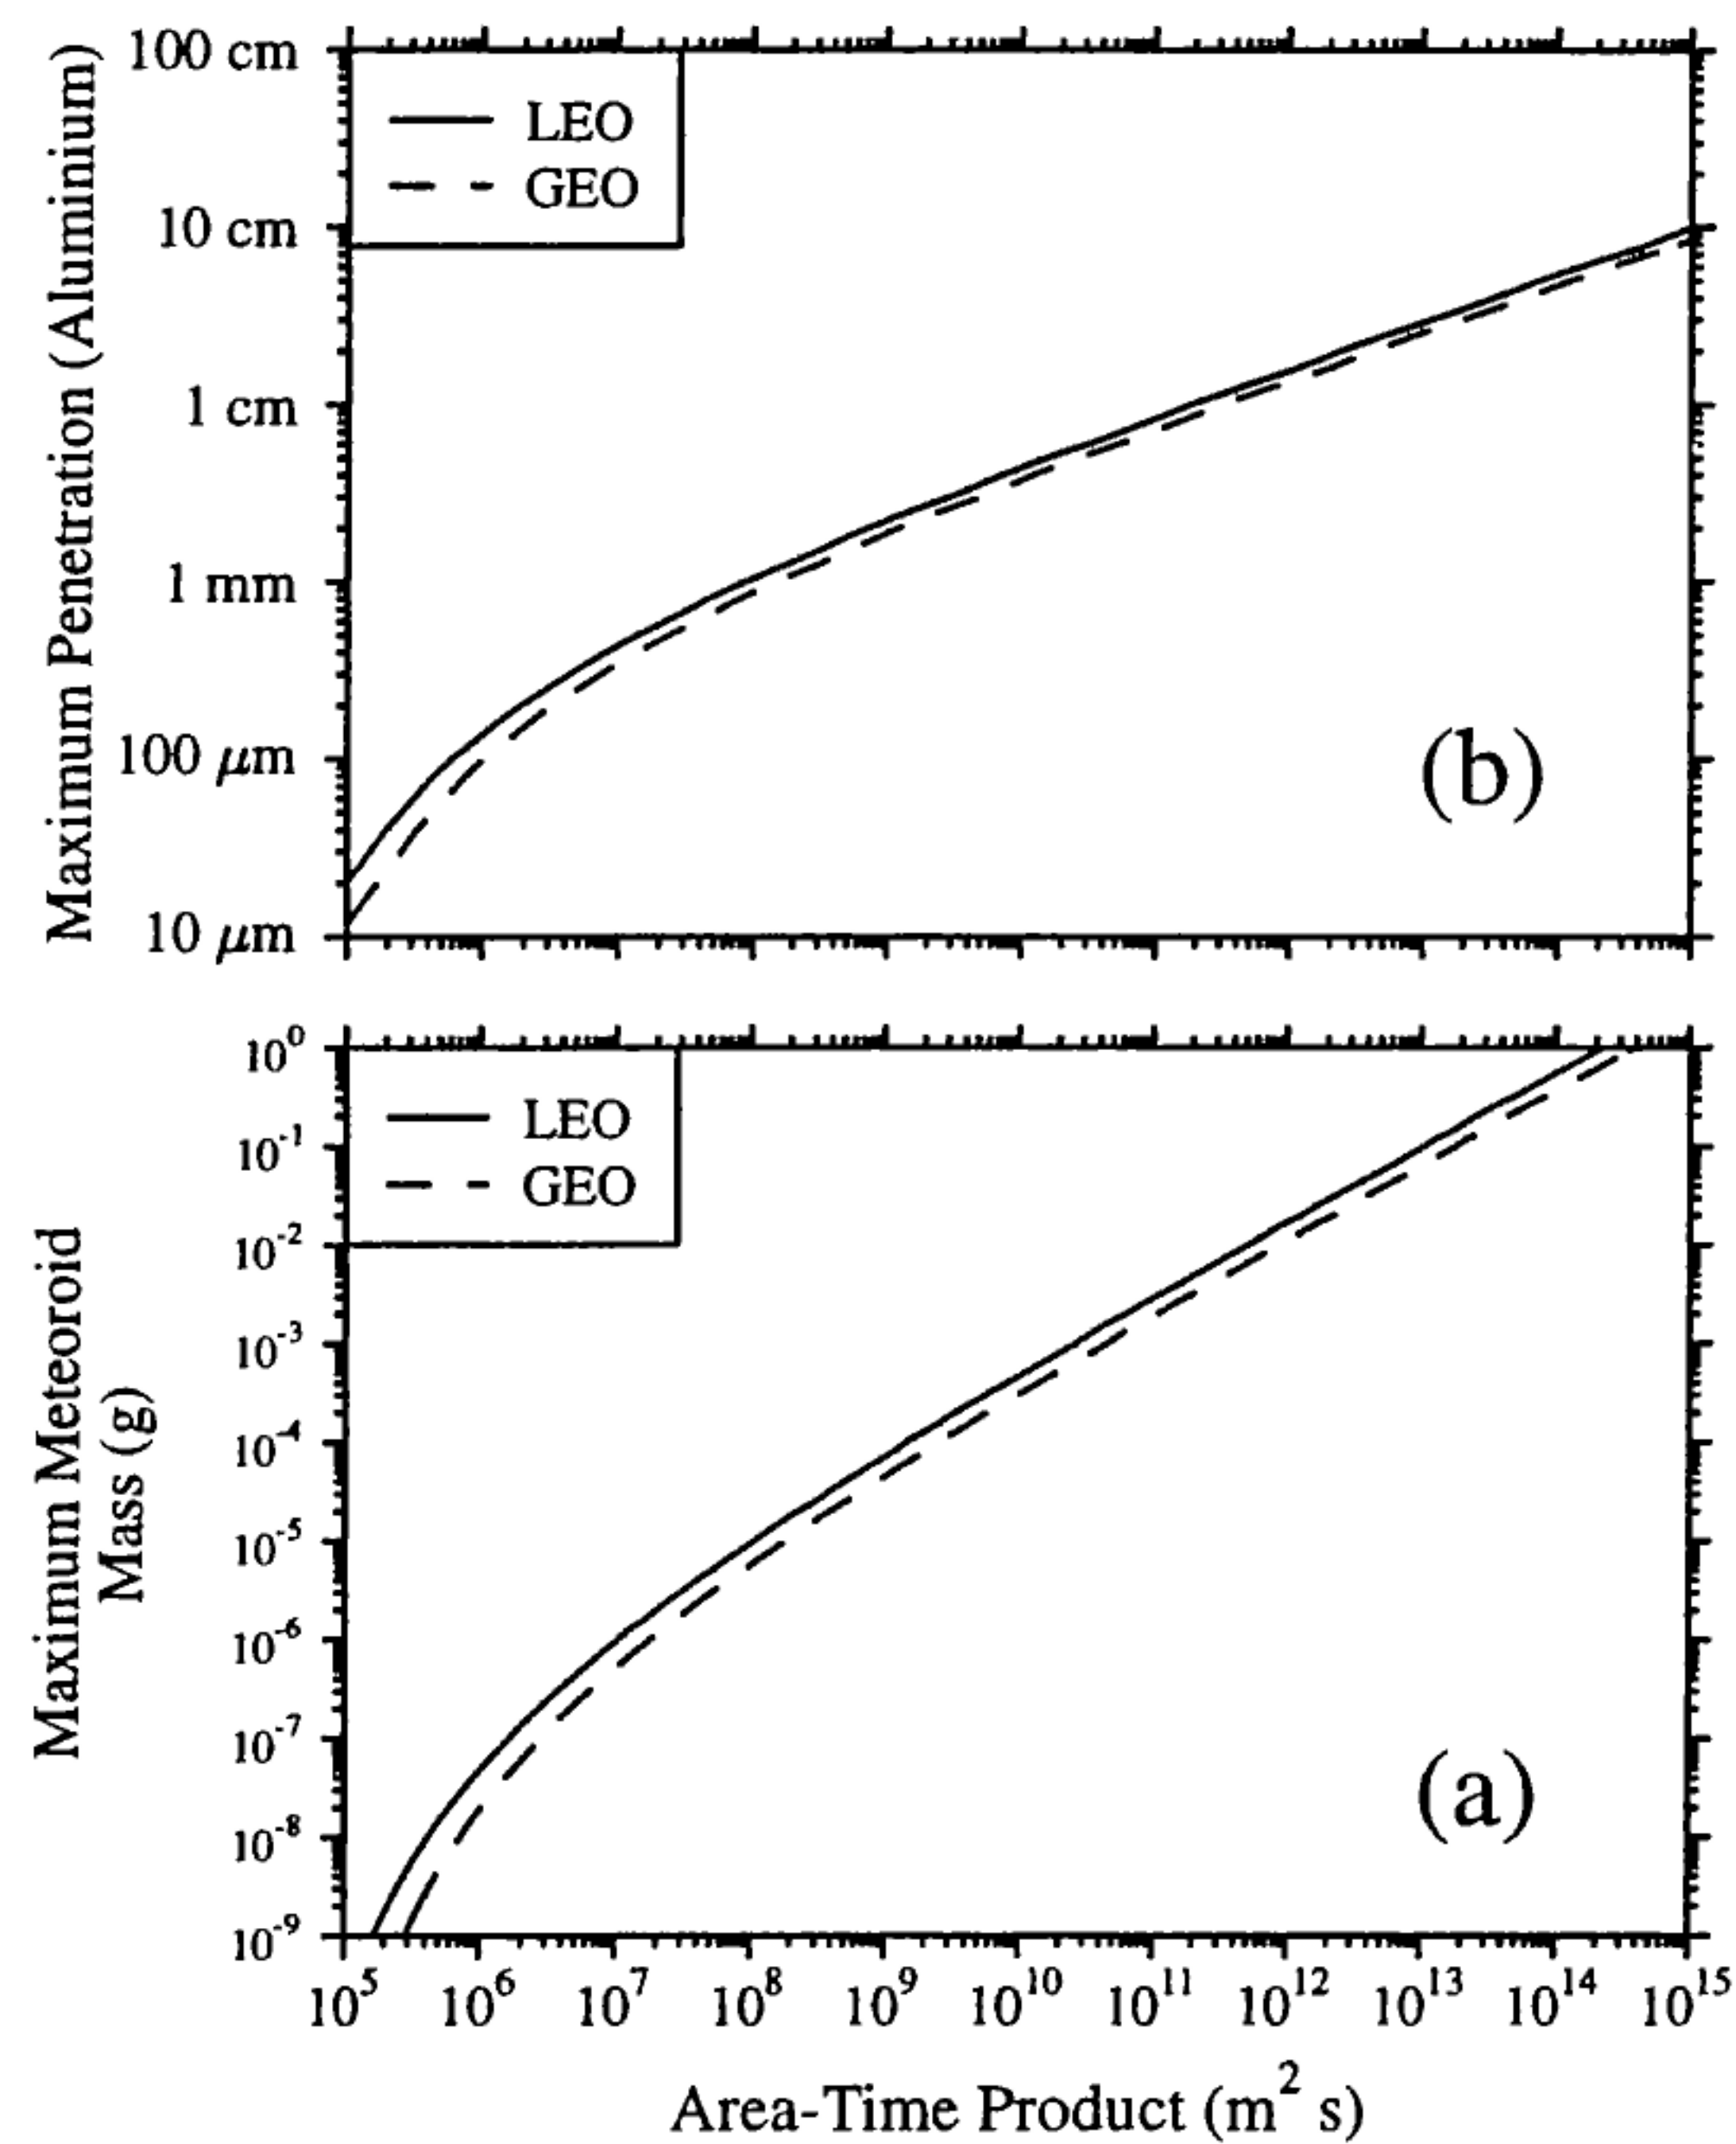 Maximum Penetration (Aluminium)
100 cm
10 cm
1 cm
1 mm
100 μm
10 μm
LEO
GEO
(b)
Maximum Meteoroid
Mass (g)
10⁰
10⁻¹
10⁻²
10⁻³
10⁻⁴
10⁻⁵
10⁻⁶
10⁻⁷
10⁻⁸
10⁻⁹
LEO
GEO
(a)
10⁵ 10⁶ 10⁷ 10⁸ 10⁹ 10¹⁰ 10¹¹ 10¹² 10¹³ 10¹⁴ 10¹⁵
Area-Time Product (m² s)